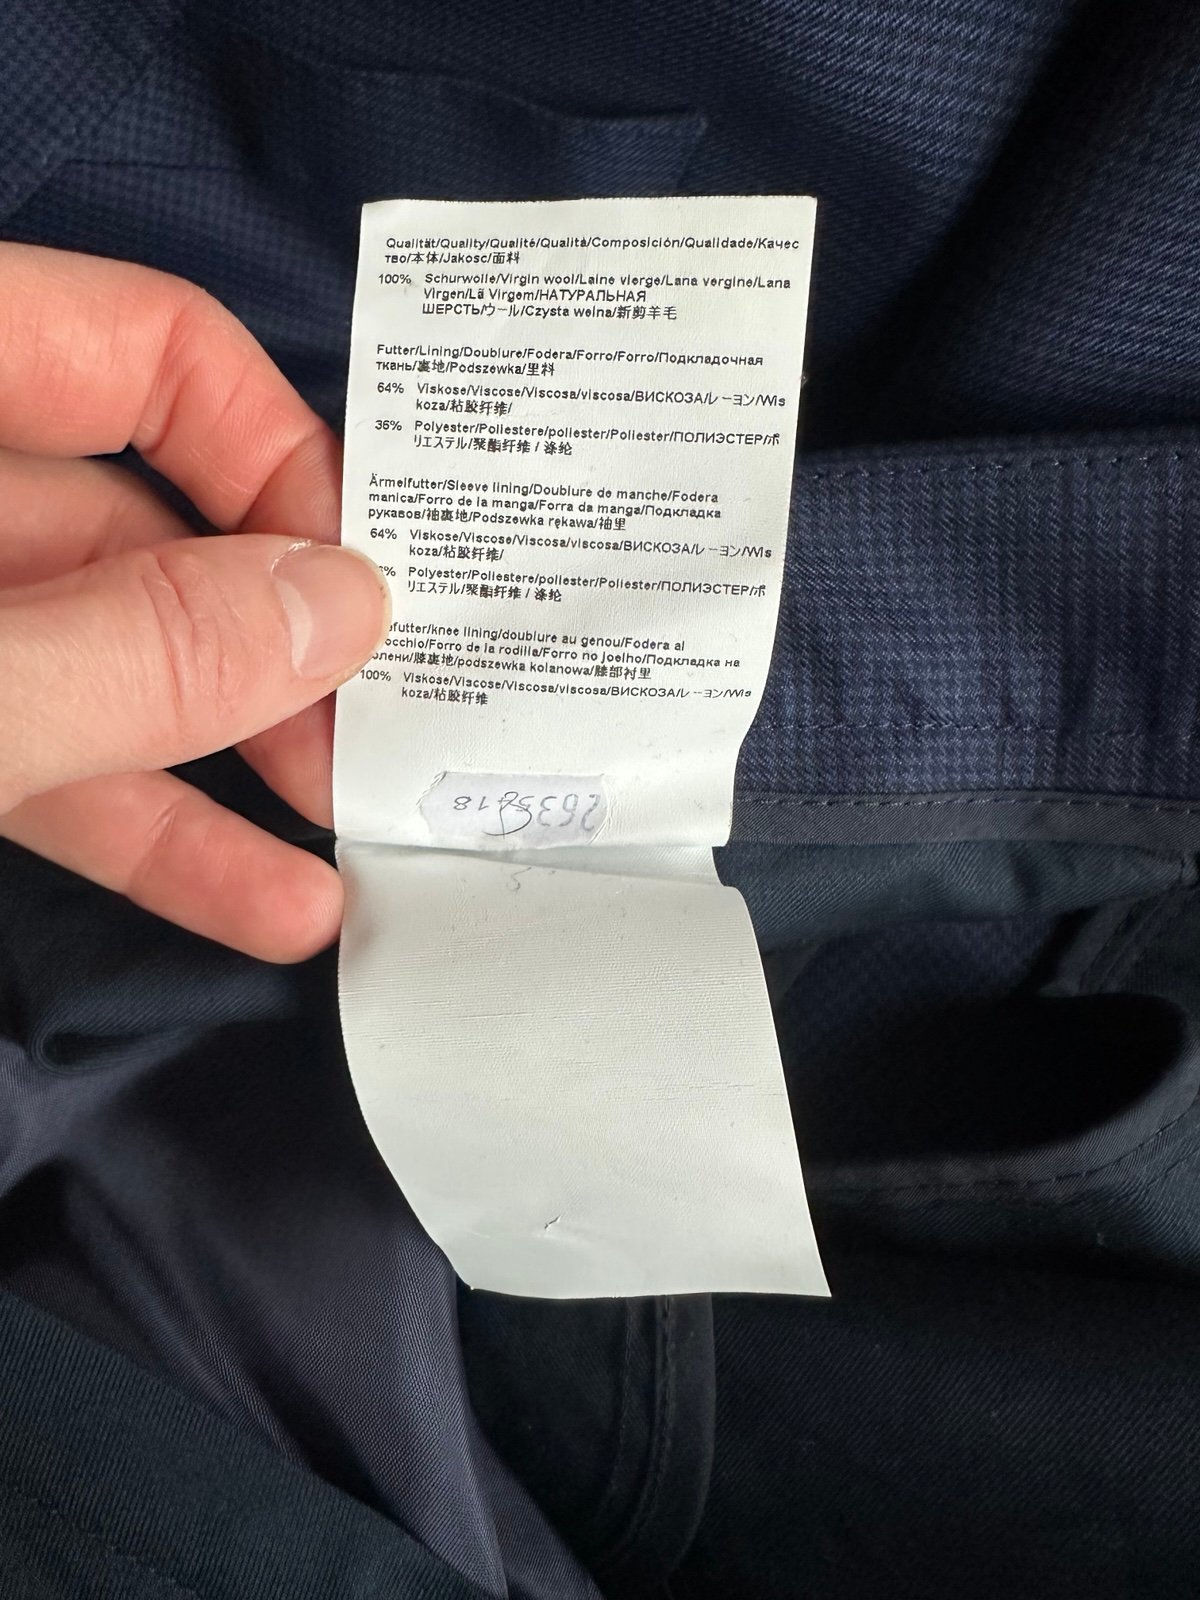 Qualität/Quality/Qualité/Qualità/Composición/Qualidade/Качес
тво/本体/Jakosc/面料
100% Schurwolle/Virgin wool/Laine vierge/Lana vergine/Lana
Virgen/Lã Virgem/НАТУРАЛЬНАЯ
ШЕРСТЬ/ウール/Czysta welna/新剪羊毛
Futter/Lining/Doublure/Fodera/Forro/Forro/Подкладочная
ткань/裏地/Podszewka/里料
64% Viskose/Viscose/Viscosa/viscosa/ВИСКОЗА/レーヨン/Wis
koza/粘胶纤维/
36% Polyester/Poliestere/poliester/Poliester/ПОЛИЭСТЕР/ポ
リエステル/聚酯纤维 / 涤纶
Ärmelfutter/Sleeve lining/Doublure de manche/Fodera
manica/Forro de la manga/Forra da manga/Подкладка
рукавов/袖裏地/Podszewka rękawa/袖里
64% Viskose/Viscose/Viscosa/viscosa/ВИСКОЗА/レーヨン/Wis
koza/粘胶纤维/
6% Polyester/Poliestere/poliester/Poliester/ПОЛИЭСТЕР/ポ
リエステル/聚酯纤维 / 涤纶
futter/knee lining/doublure au genou/Fodera al
occhio/Forro de la rodilla/Forro no joelho/Подкладка на
олени/膝裏地/podszewka kolanowa/膝部衬里
100% Viskose/Viscose/Viscosa/viscosa/ВИСКОЗА/レーヨン/Wis
koza/粘胶纤维